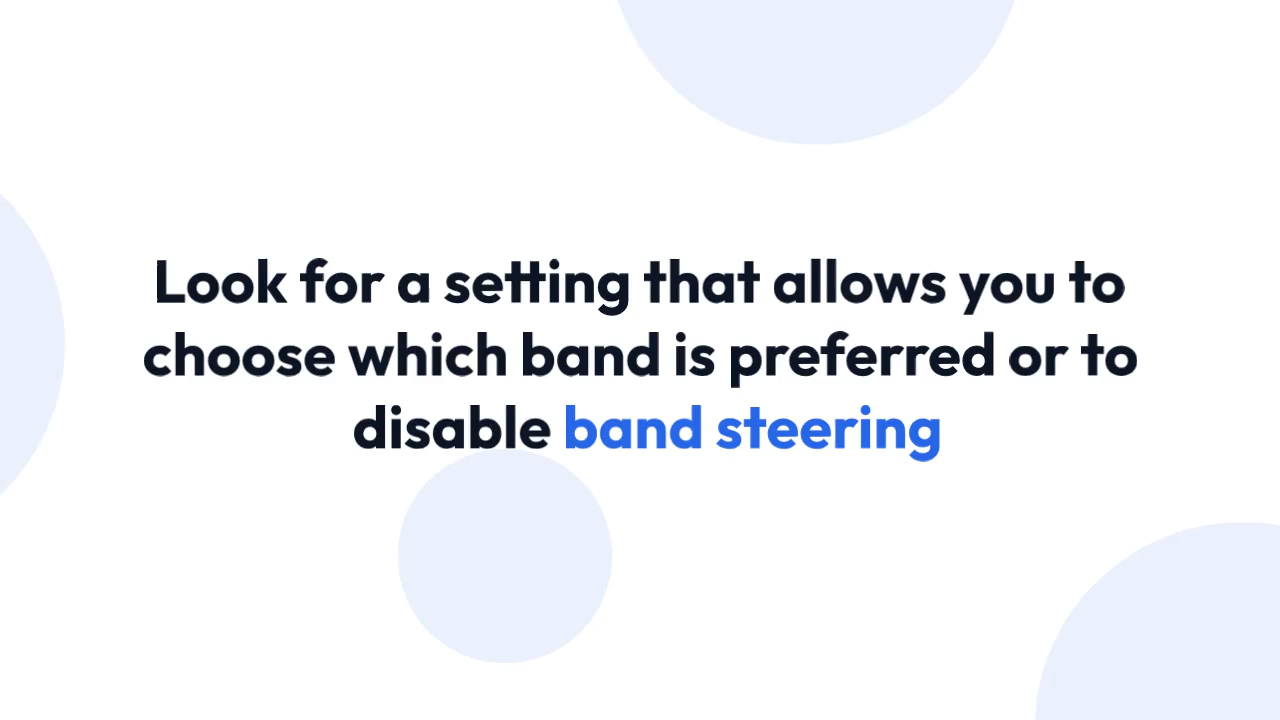 Look for a setting that allows you to
choose which band is preferred or to
disable band steering